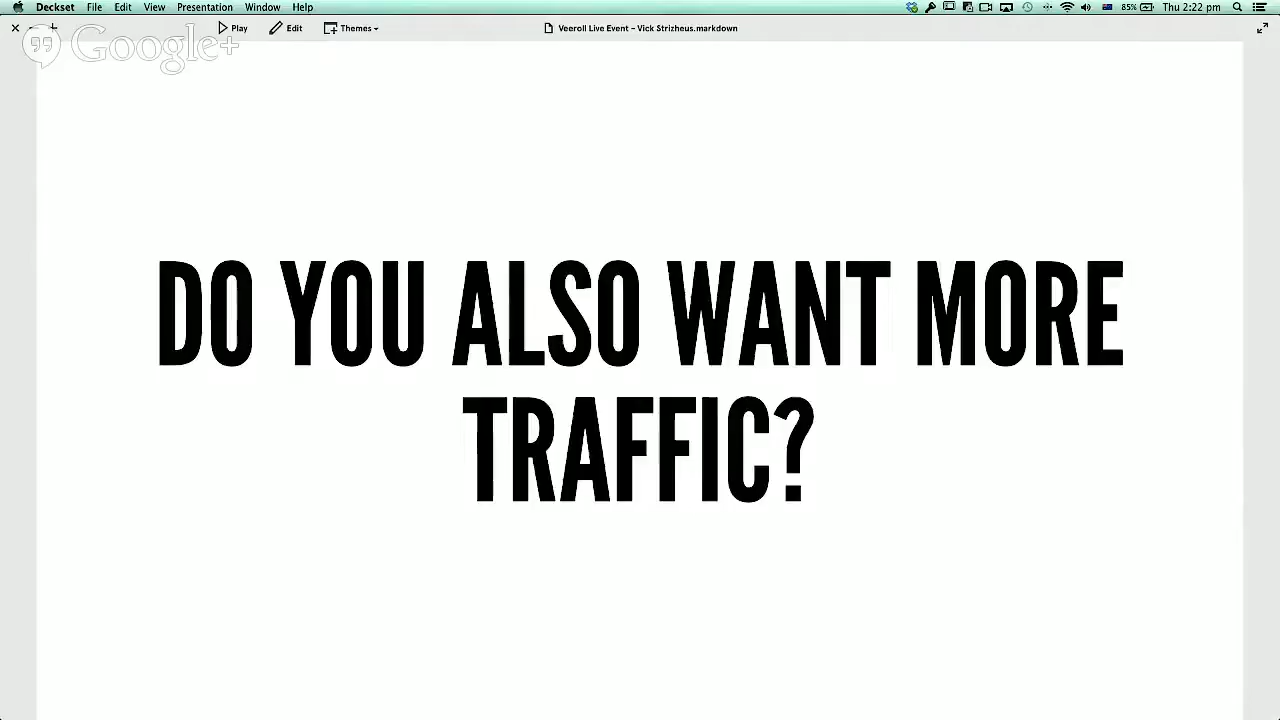 Deckset File Edit View Presentation Window Help 85% Thu 2:22 pm
Play Edit Themes Veeroll Live Event – Vick Strizheus.markdown
Google+
DO YOU ALSO WANT MORE
TRAFFIC?